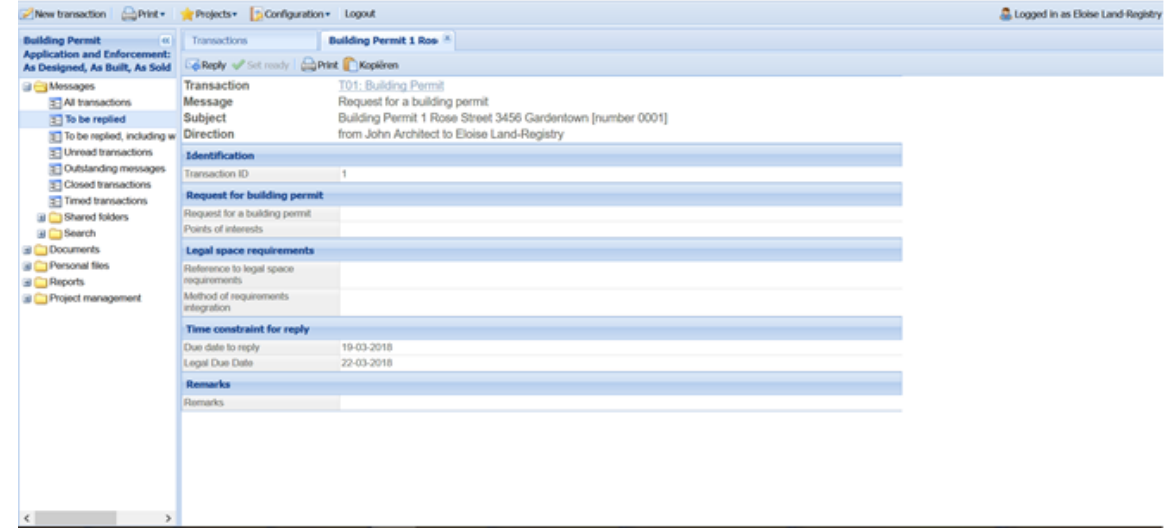 New transaction Print Projects Configuration Logout Logged in as Eloise Land-Registry
Building Permit
Application and Enforcement:
As Designed, As Built, As Sold
Messages
All transactions
To be replied
To be replied, including w
Unread transactions
Outstanding messages
Closed transactions
Timed transactions
Shared folders
Search
Documents
Personal files
Reports
Project management
Transactions Building Permit 1 Ros
Reply Set ready Print Kopiëren
Transaction T01: Building Permit
Message Request for a building permit
Subject Building Permit 1 Rose Street 3456 Gardentown [number 0001]
Direction from John Architect to Eloise Land-Registry
Identification
Transaction ID 1
Request for building permit
Request for a building permit
Points of interests
Legal space requirements
Reference to legal space
requirements
Method of requirements
integration
Time constraint for reply
Due date to reply 19-03-2018
Legal Due Date 22-03-2018
Remarks
Remarks